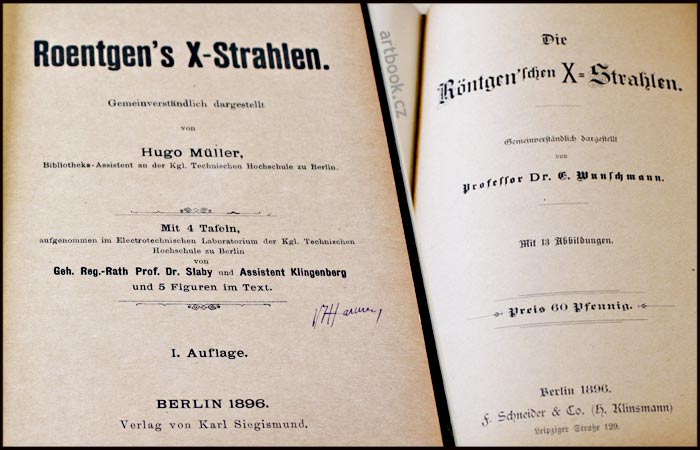 Roentgen's X-Strahlen.
Gemeinverständlich dargestellt
von
Hugo Müller,
Bibliotheks-Assistent an der Kgl. Technischen Hochschule zu Berlin.
Mit 4 Tafeln,
aufgenommen im Electrotechnischen Laboratorium der Kgl. Technischen
Hochschule zu Berlin
von
Geh. Reg.-Rath Prof. Dr. Slaby und Assistent Klingenberg
und 5 Figuren im Text.
I. Auflage.
BERLIN 1896.
Verlag von Karl Siegismund.
artbook.cz
Die
Röntgen'schen X=Strahlen.
Gemeinverständlich dargestellt
von
Professor Dr. E. Wunschmann.
Mit 13 Abbildungen.
Preis 60 Pfennig.
Berlin 1896.
F. Schneider & Co. (H. Klinsmann)
Leipziger Straße 129.